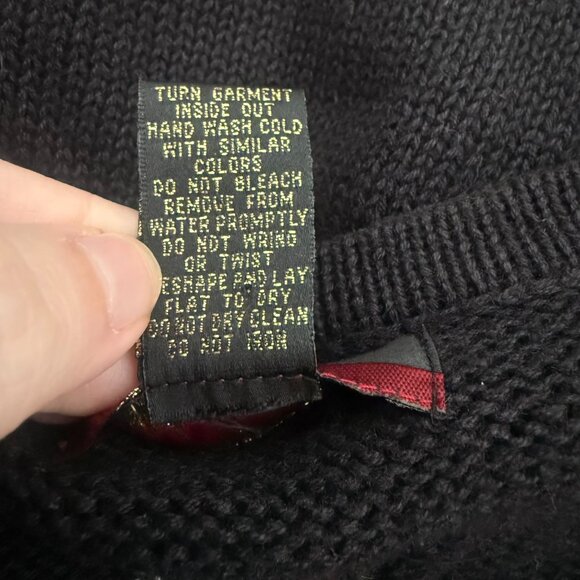 TURN GARMENT
INSIDE OUT
HAND WASH COLD
WITH SIMILAR
COLORS
DO NOT BLEACH
REMOVE FROM
WATER PROMPTLY
DO NOT WRING
OR TWIST
ESHAPE AND LAY
FLAT TO DRY
DO NOT DRY CLEAN
DO NOT IRON